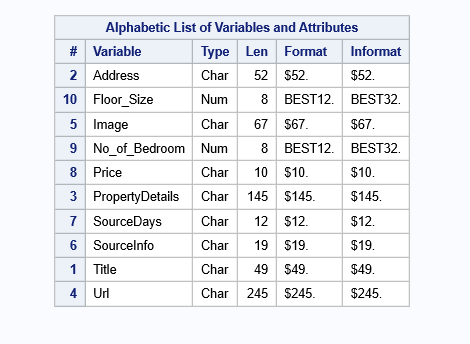 Alphabetic List of Variables and Attributes
# Variable Type Len Format Informat
2 Address Char 52 $52. $52.
10 Floor_Size Num 8 BEST12. BEST32.
5 Image Char 67 $67. $67.
9 No_of_Bedroom Num 8 BEST12. BEST32.
8 Price Char 10 $10. $10.
3 PropertyDetails Char 145 $145. $145.
7 SourceDays Char 12 $12. $12.
6 SourceInfo Char 19 $19. $19.
1 Title Char 49 $49. $49.
4 Url Char 245 $245. $245.